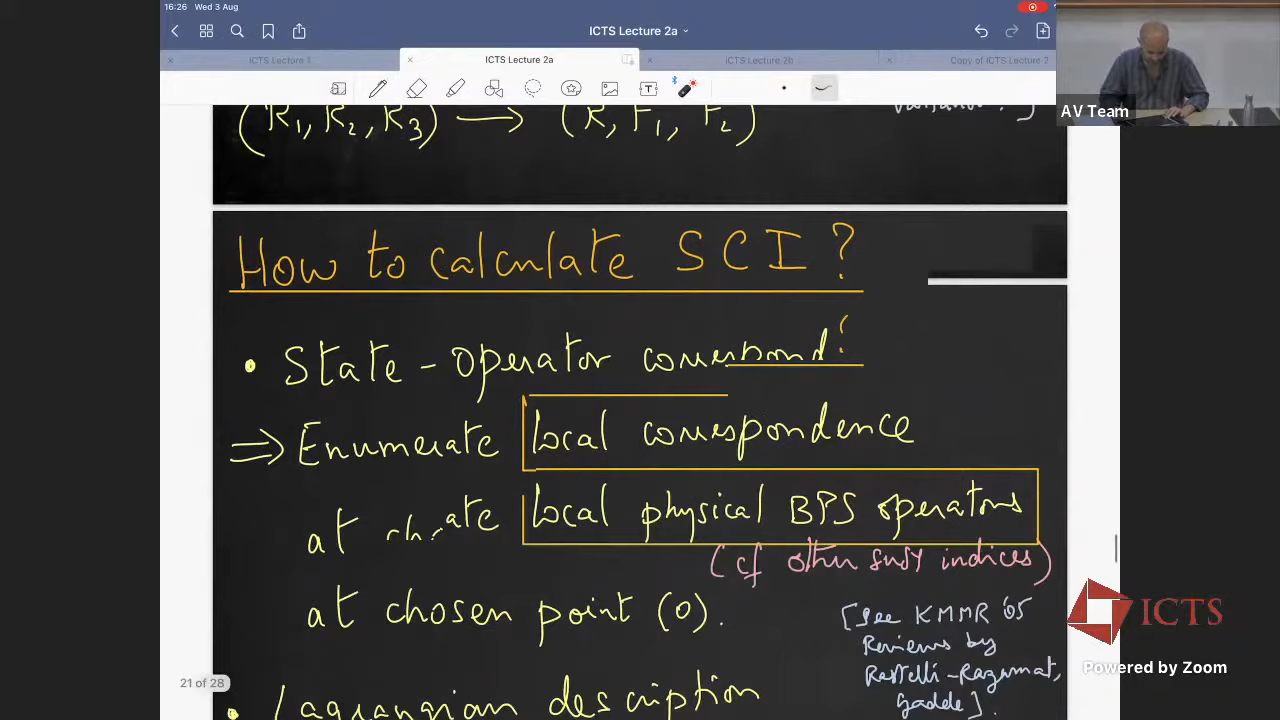 16:26 Wed 3 Aug
ICTS Lecture 2a
ICTS Lecture 1
ICTS Lecture 2a
ICTS Lecture 2b
Copy of ICTS Lecture 2
AV Team
(R1, R2, R3) → (R, F1, F2)
How to calculate SCI?
• State-Operator correspond
⇒ Enumerate local correspondence
at ate local physical BPS operators
(cf other susy indices)
at chosen point (0).
[See KMMR '05
Reviews by
Rastelli-Razamat,
Gadde].
21 of 28
• Lagrangian description
ICTS
Powered by Zoom